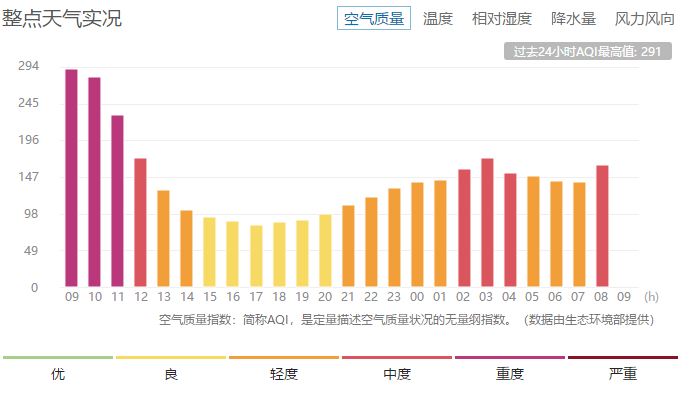 整点天气实况 空气质量 温度 相对湿度 降水量 风力风向
过去24小时AQI最高值: 291
294
245
196
147
98
49
0
09 10 11 12 13 14 15 16 17 18 19 20 21 22 23 00 01 02 03 04 05 06 07 08 09 (h)
空气质量指数：简称AQI，是定量描述空气质量状况的无量纲指数。（数据由生态环境部提供）
优 良 轻度 中度 重度 严重